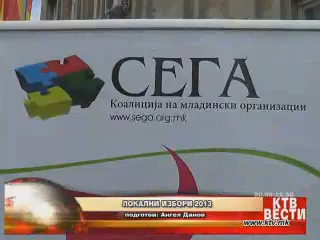 СЕГА
Коалиција на младински организации
www.sega.org.mk
ЛОКАЛНИ ИЗБОРИ 2013
подготви: Ангел Данов
КТВ
ВЕСТИ
www.ktv.mk